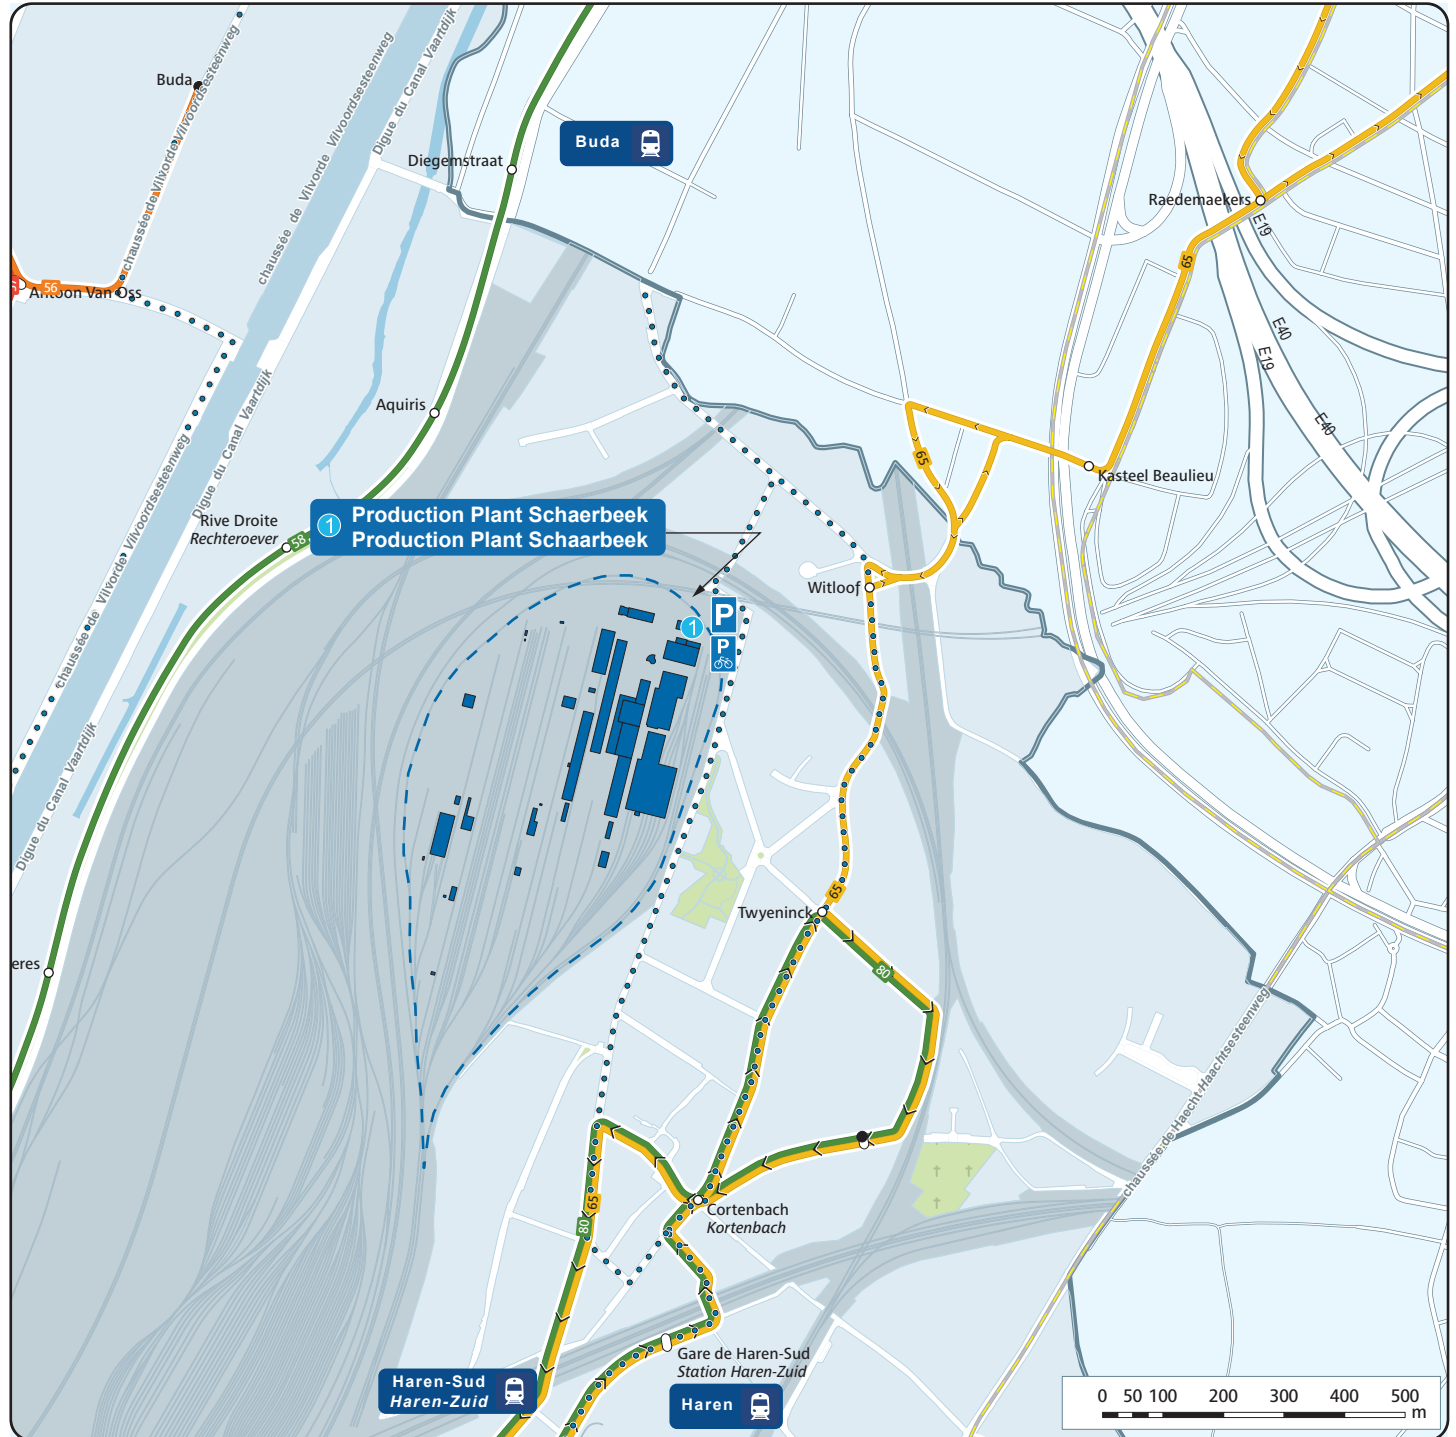 Buda
chaussée de Vilvorde Vilvoordsesteenweg
chaussée de Vilvorde Vilvoordsesteenweg
Digue du Canal Vaartdijk
Diegemstraat
Buda
Raedemaekers
E19
65
56
Antoon Van Oss
E40
E19
E40
Aquiris
Digue du Canal Vaartdijk
65
Kasteel Beaulieu
Rive Droite
Rechteroever
58
1
Production Plant Schaerbeek
Production Plant Schaarbeek
chaussée de Vilvorde Vilvoordsesteenweg
Witloof
1
P
P
Digue du Canal Vaartdijk
65
Twyeninck
80
eres
chaussée de Haecht Haachtsesteenweg
65
80
Cortenbach
Kortenbach
Gare de Haren-Sud
Station Haren-Zuid
Haren-Sud
Haren-Zuid
Haren
0 50 100 200 300 400 500
m